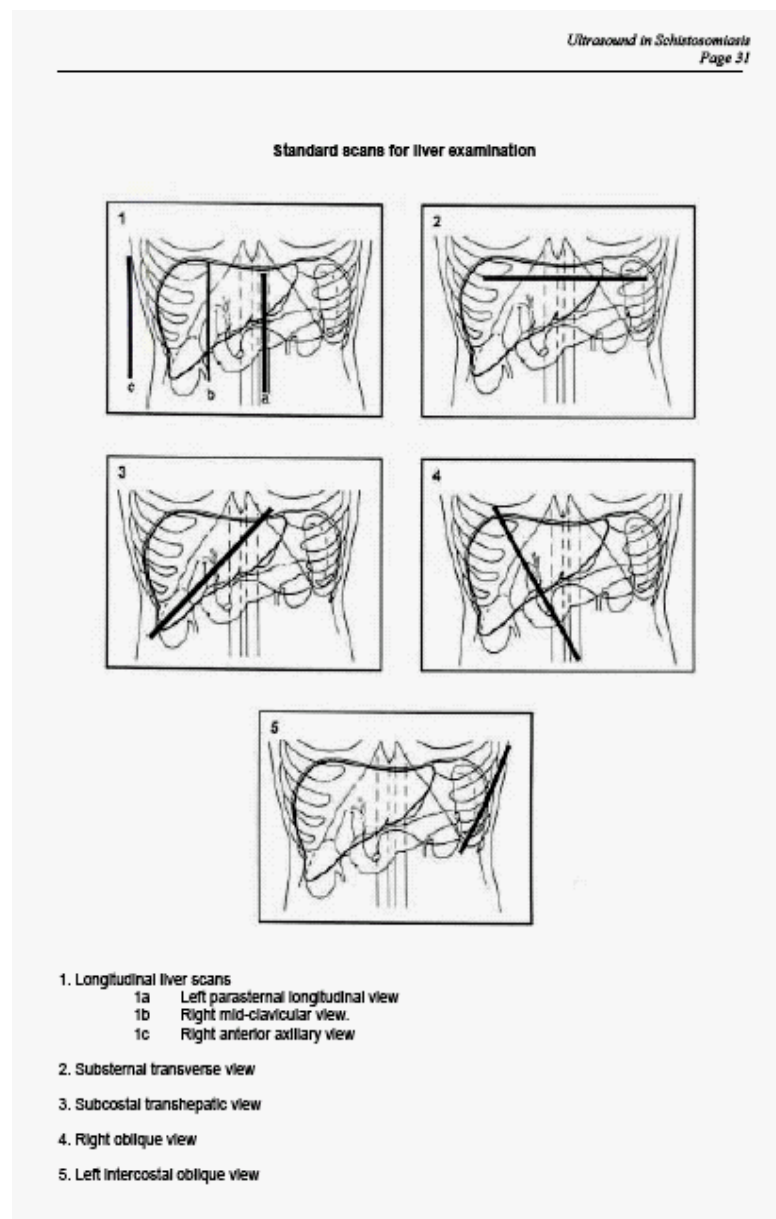 Ultrasound in Schistosomiasis
Page 31
Standard scans for liver examination
1
c
b
a
2
3
4
5
1. Longitudinal liver scans
1a Left parasternal longitudinal view
1b Right mid-clavicular view.
1c Right anterior axillary view
2. Substernal transverse view
3. Subcostal transhepatic view
4. Right oblique view
5. Left intercostal oblique view